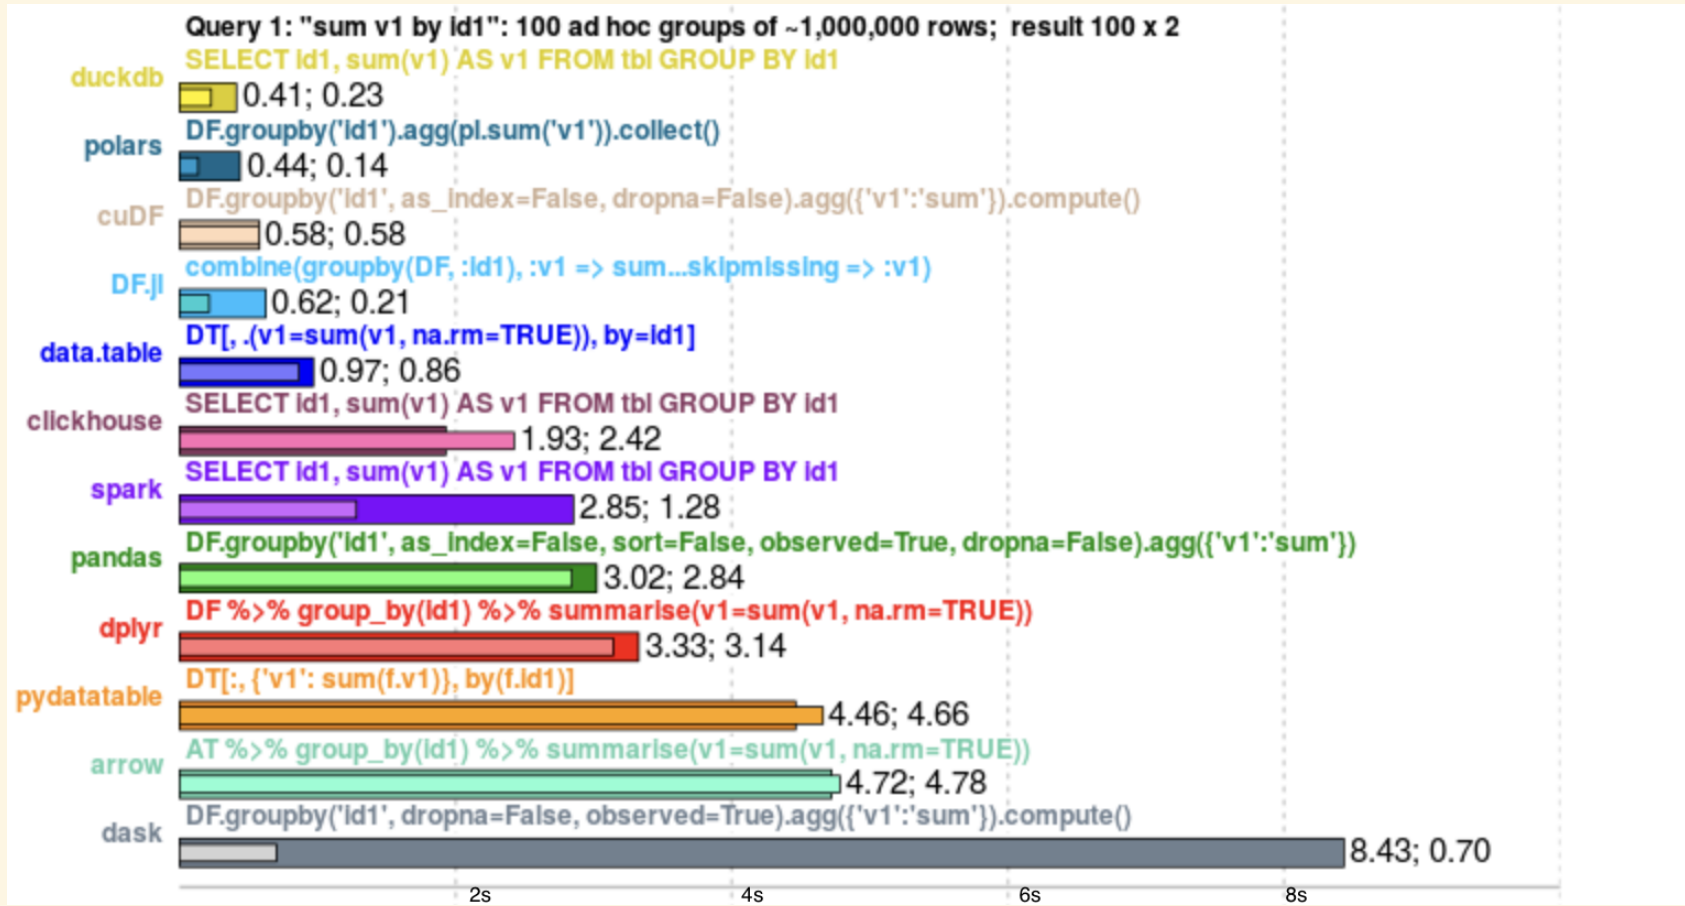 Query 1: "sum v1 by id1": 100 ad hoc groups of ~1,000,000 rows;  result 100 x 2
SELECT id1, sum(v1) AS v1 FROM tbl GROUP BY id1
duckdb
0.41; 0.23
DF.groupby('id1').agg(pl.sum('v1')).collect()
polars
0.44; 0.14
DF.groupby('id1', as_index=False, dropna=False).agg({'v1':'sum'}).compute()
cuDF
0.58; 0.58
combine(groupby(DF, :id1), :v1 => sum...skipmissing => :v1)
DF.jl
0.62; 0.21
DT[, .(v1=sum(v1, na.rm=TRUE)), by=id1]
data.table
0.97; 0.86
SELECT id1, sum(v1) AS v1 FROM tbl GROUP BY id1
clickhouse
1.93; 2.42
SELECT id1, sum(v1) AS v1 FROM tbl GROUP BY id1
spark
2.85; 1.28
DF.groupby('id1', as_index=False, sort=False, observed=True, dropna=False).agg({'v1':'sum'})
pandas
3.02; 2.84
DF %>% group_by(id1) %>% summarise(v1=sum(v1, na.rm=TRUE))
dplyr
3.33; 3.14
DT[:, {'v1': sum(f.v1)}, by(f.id1)]
pydatatable
4.46; 4.66
AT %>% group_by(id1) %>% summarise(v1=sum(v1, na.rm=TRUE))
arrow
4.72; 4.78
DF.groupby('id1', dropna=False, observed=True).agg({'v1':'sum'}).compute()
dask
8.43; 0.70
2s 4s 6s 8s